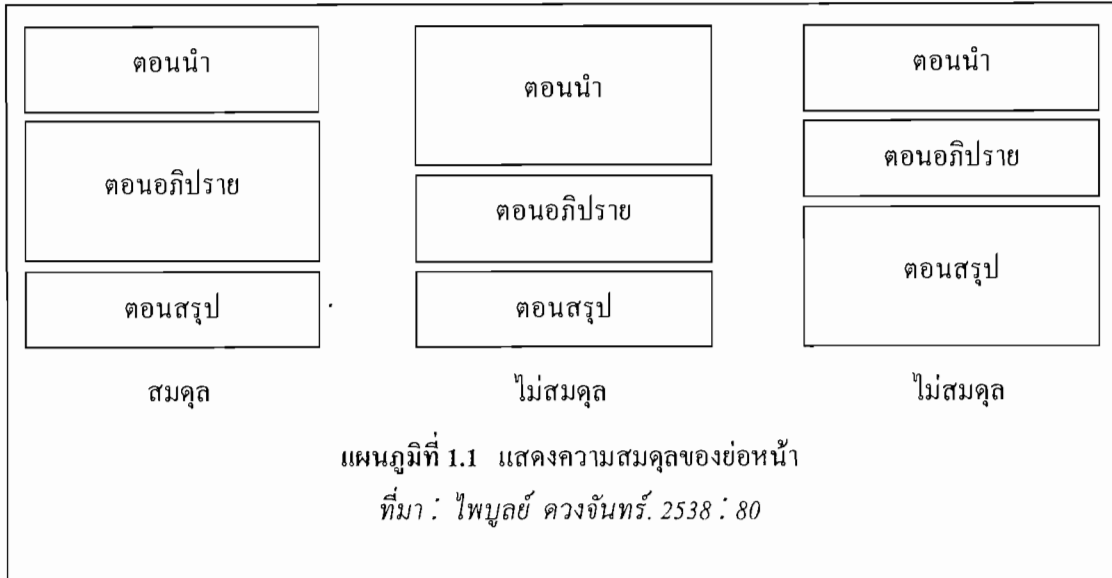 ตอนนำ
ตอนอภิปราย
ตอนสรุป
สมดุล
ตอนนำ
ตอนอภิปราย
ตอนสรุป
ไม่สมดุล
ตอนนำ
ตอนอภิปราย
ตอนสรุป
ไม่สมดุล
แผนภูมิที่ 1.1 แสดงความสมดุลของย่อหน้า
ที่มา : ไพบูลย์ ดวงจันทร์. 2538 : 80